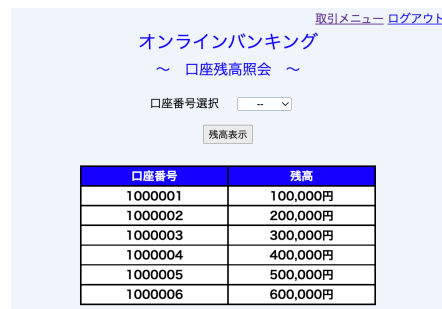 取引メニュー ログアウト
オンラインバンキング
～ 口座残高照会 ～
口座番号選択 --
残高表示
口座番号 残高
1000001 100,000円
1000002 200,000円
1000003 300,000円
1000004 400,000円
1000005 500,000円
1000006 600,000円